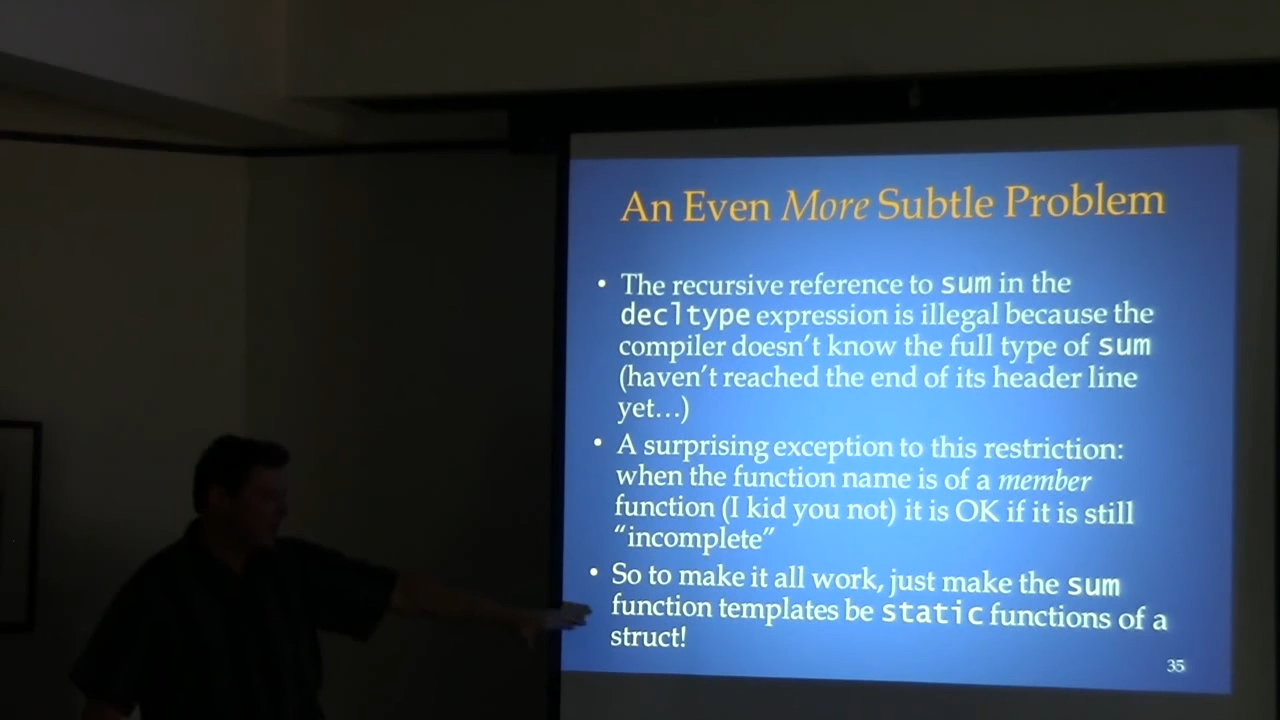 An Even More Subtle Problem
• The recursive reference to sum in the
decltype expression is illegal because the
compiler doesn't know the full type of sum
(haven't reached the end of its header line
yet...)
• A surprising exception to this restriction:
when the function name is of a member
function (I kid you not) it is OK if it is still
"incomplete"
• So to make it all work, just make the sum
function templates be static functions of a
struct!
35